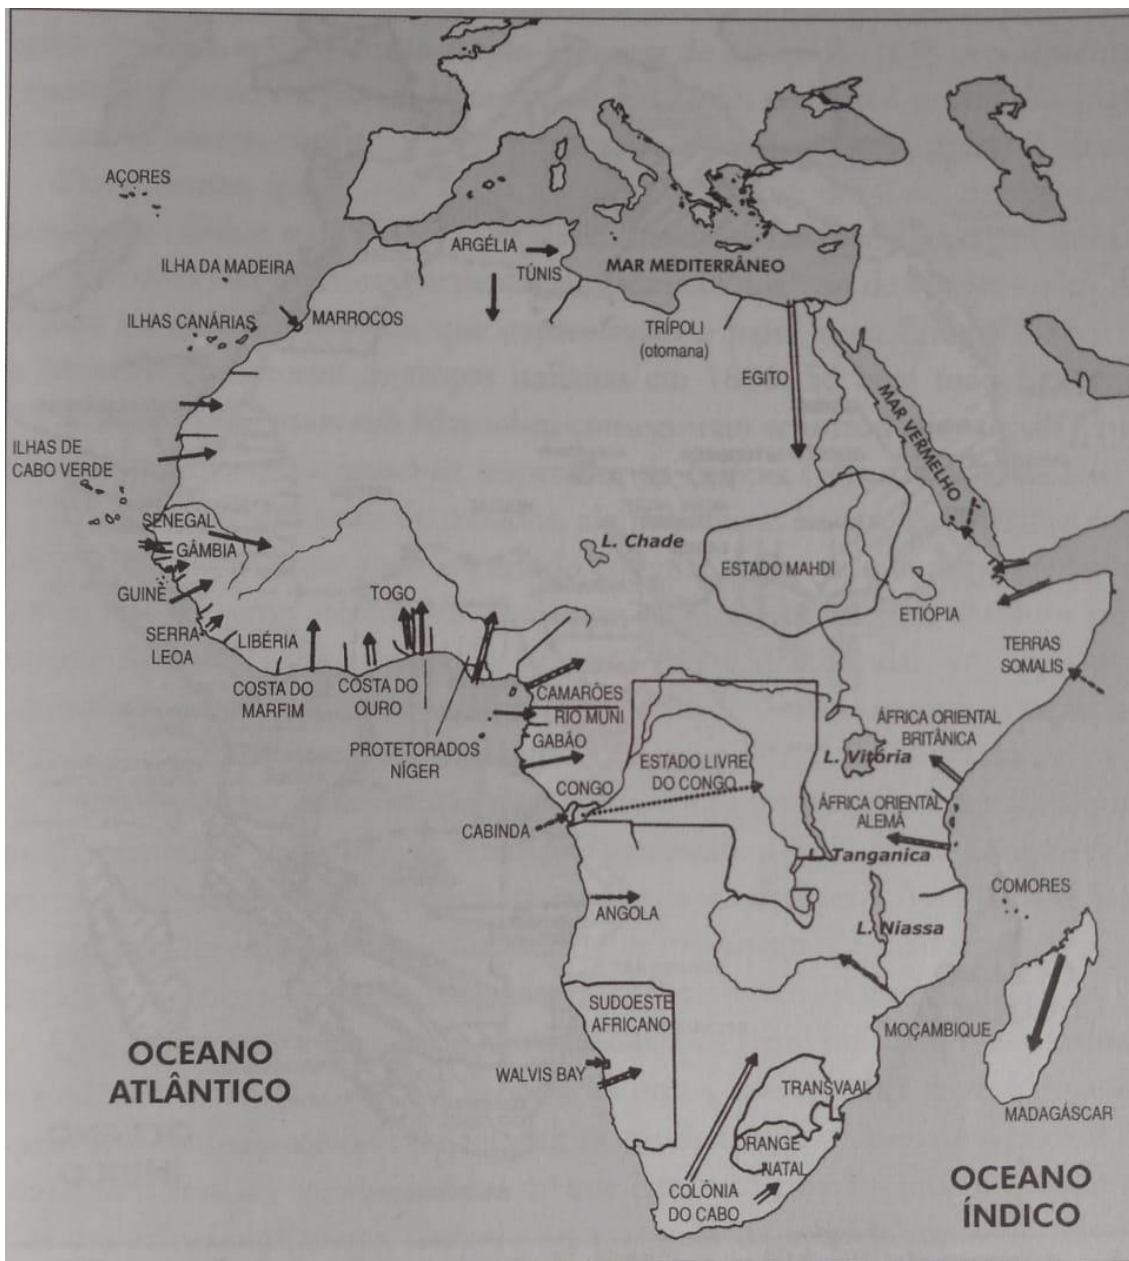 AÇORES
ILHA DA MADEIRA
ILHAS CANÁRIAS
MARROCOS
ARGÉLIA
TÚNIS
MAR MEDITERRÂNEO
TRÍPOLI
(otomana)
EGITO
MAR VERMELHO
ILHAS DE
CABO VERDE
SENEGAL
GÂMBIA
GUINÉ
SERRA
LEOA
LIBÉRIA
COSTA DO
MARFIM
COSTA DO
OURO
TOGO
PROTETORADOS
NÍGER
L. Chade
ESTADO MAHDI
ETIÓPIA
TERRAS
SOMALIS
CAMARÕES
RIO MUNI
GABÃO
CONGO
CABINDA
ESTADO LIVRE
DO CONGO
ÁFRICA ORIENTAL
BRITÂNICA
L. Vitória
ÁFRICA ORIENTAL
ALEMÃ
L. Tanganica
COMORES
ANGOLA
L. Niassa
SUDOESTE
AFRICANO
MOÇAMBIQUE
WALVIS BAY
TRANSVAAL
MADAGÁSCAR
ORANGE
NATAL
COLÔNIA
DO CABO
OCEANO
ATLÂNTICO
OCEANO
ÍNDICO